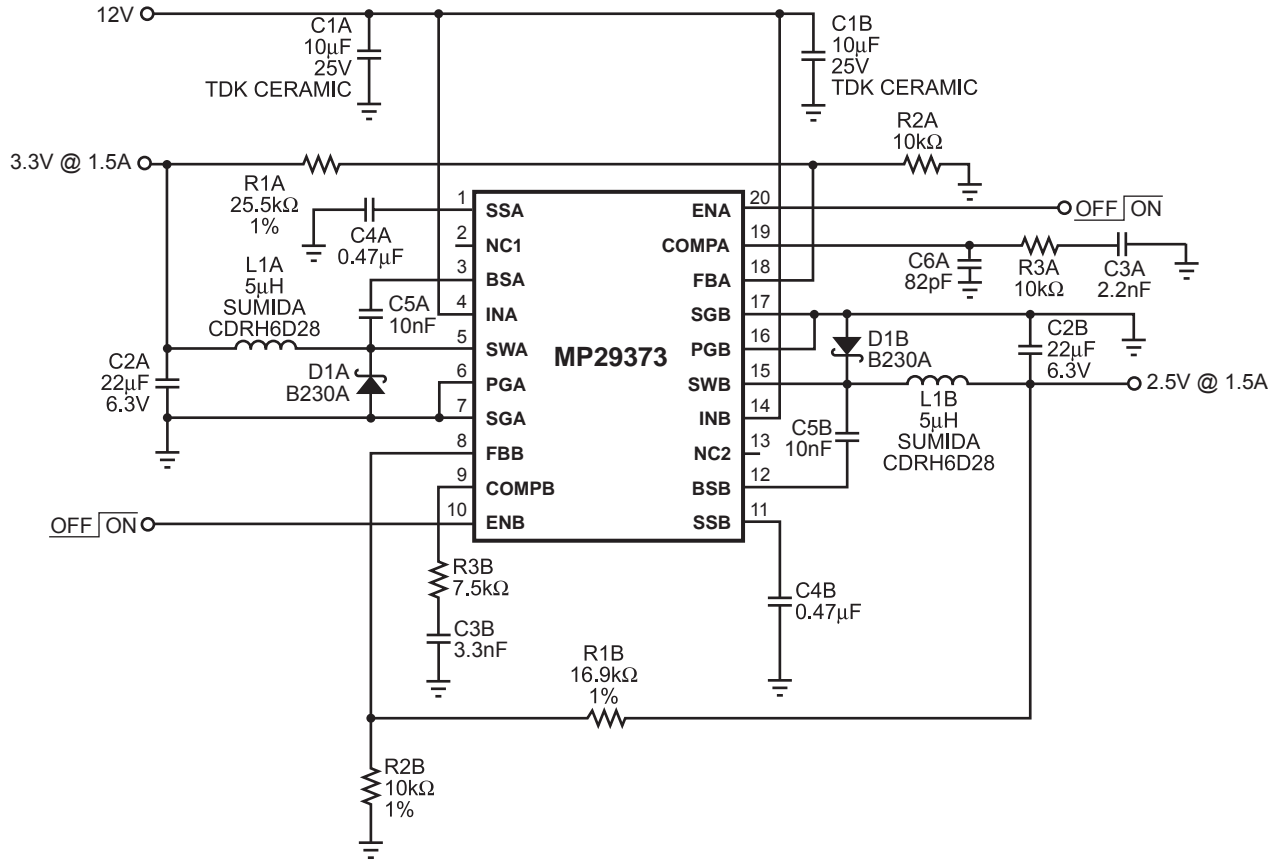 12V
C1A
10μF
25V
TDK CERAMIC
C1B
10μF
25V
TDK CERAMIC
3.3V @ 1.5A
R2A
10kΩ
R1A
25.5kΩ
1%
C4A
0.47μF
L1A
5μH
SUMIDA
CDRH6D28
C5A
10nF
C2A
22μF
6.3V
D1A
B230A
MP29373
1 SSA
2 NC1
3 BSA
4 INA
5 SWA
6 PGA
7 SGA
8 FBB
9 COMPB
10 ENB
20 ENA
19 COMPA
18 FBA
17 SGB
16 PGB
15 SWB
14 INB
13 NC2
12 BSB
11 SSB
OFF ON
C6A
82pF
R3A
10kΩ
C3A
2.2nF
D1B
B230A
C2B
22μF
6.3V
2.5V @ 1.5A
L1B
5μH
SUMIDA
CDRH6D28
C5B
10nF
OFF ON
R3B
7.5kΩ
C3B
3.3nF
C4B
0.47μF
R1B
16.9kΩ
1%
R2B
10kΩ
1%